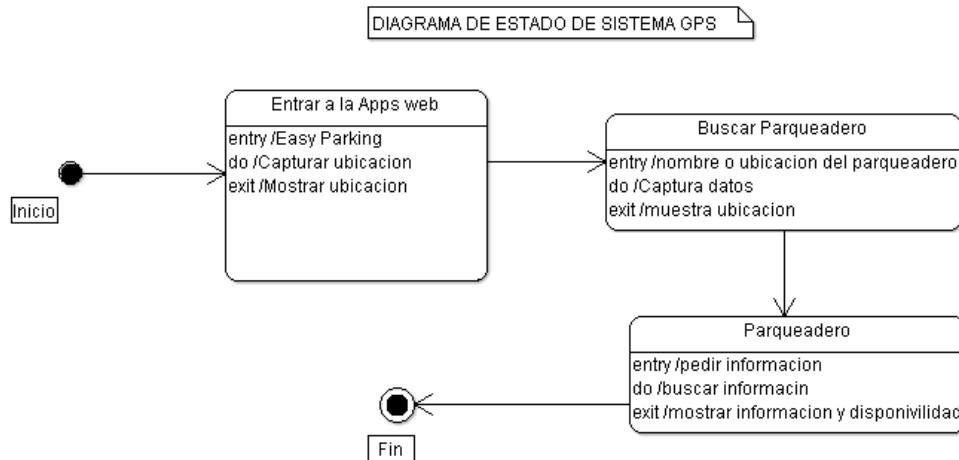 DIAGRAMA DE ESTADO DE SISTEMA GPS
Entrar a la Apps web
entry /Easy Parking
do /Capturar ubicacion
exit /Mostrar ubicacion
Inicio
Buscar Parqueadero
entry /nombre o ubicacion del parqueadero
do /Captura datos
exit /muestra ubicacion
Parqueadero
entry /pedir informacion
do /buscar informacin
exit /mostrar informacion y disponivilidad
Fin